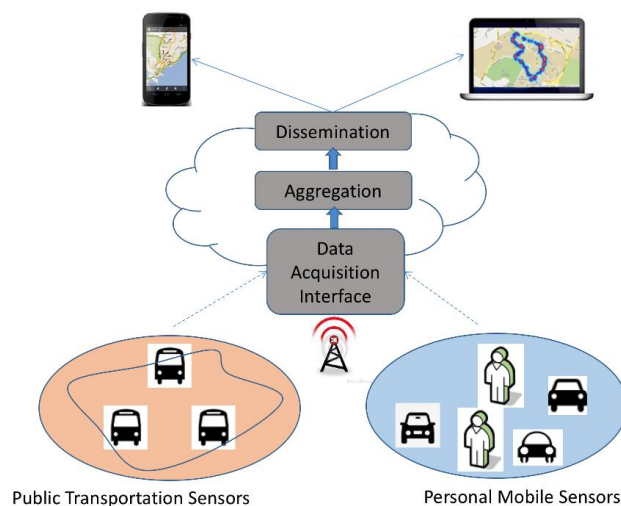 Dissemination
Aggregation
Data
Acquisition
Interface
Public Transportation Sensors
Personal Mobile Sensors